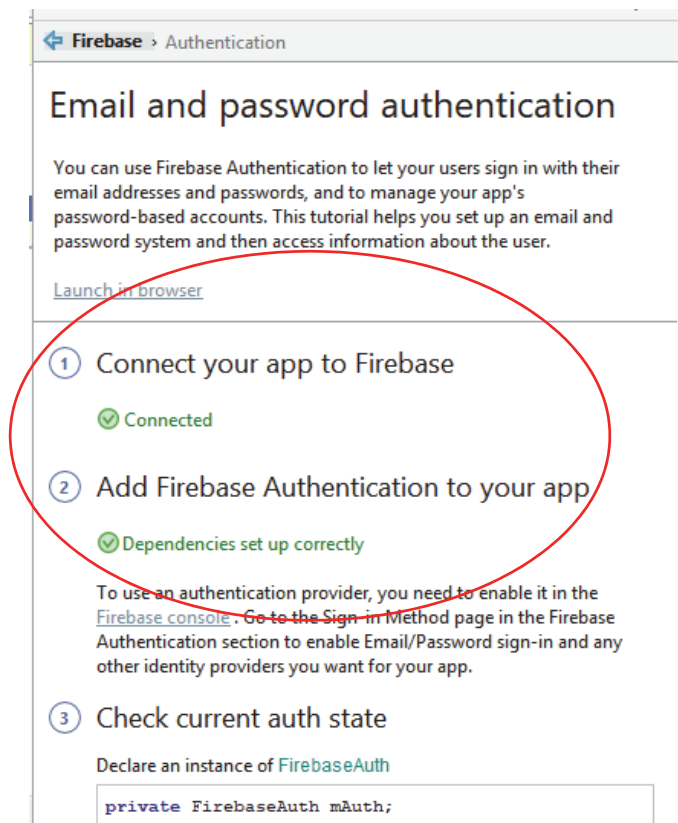 Firebase › Authentication
Email and password authentication
You can use Firebase Authentication to let your users sign in with their
email addresses and passwords, and to manage your app's
password-based accounts. This tutorial helps you set up an email and
password system and then access information about the user.
Launch in browser
1 Connect your app to Firebase
Connected
2 Add Firebase Authentication to your app
Dependencies set up correctly
To use an authentication provider, you need to enable it in the
Firebase console . Go to the Sign-in Method page in the Firebase
Authentication section to enable Email/Password sign-in and any
other identity providers you want for your app.
3 Check current auth state
Declare an instance of FirebaseAuth
private FirebaseAuth mAuth;